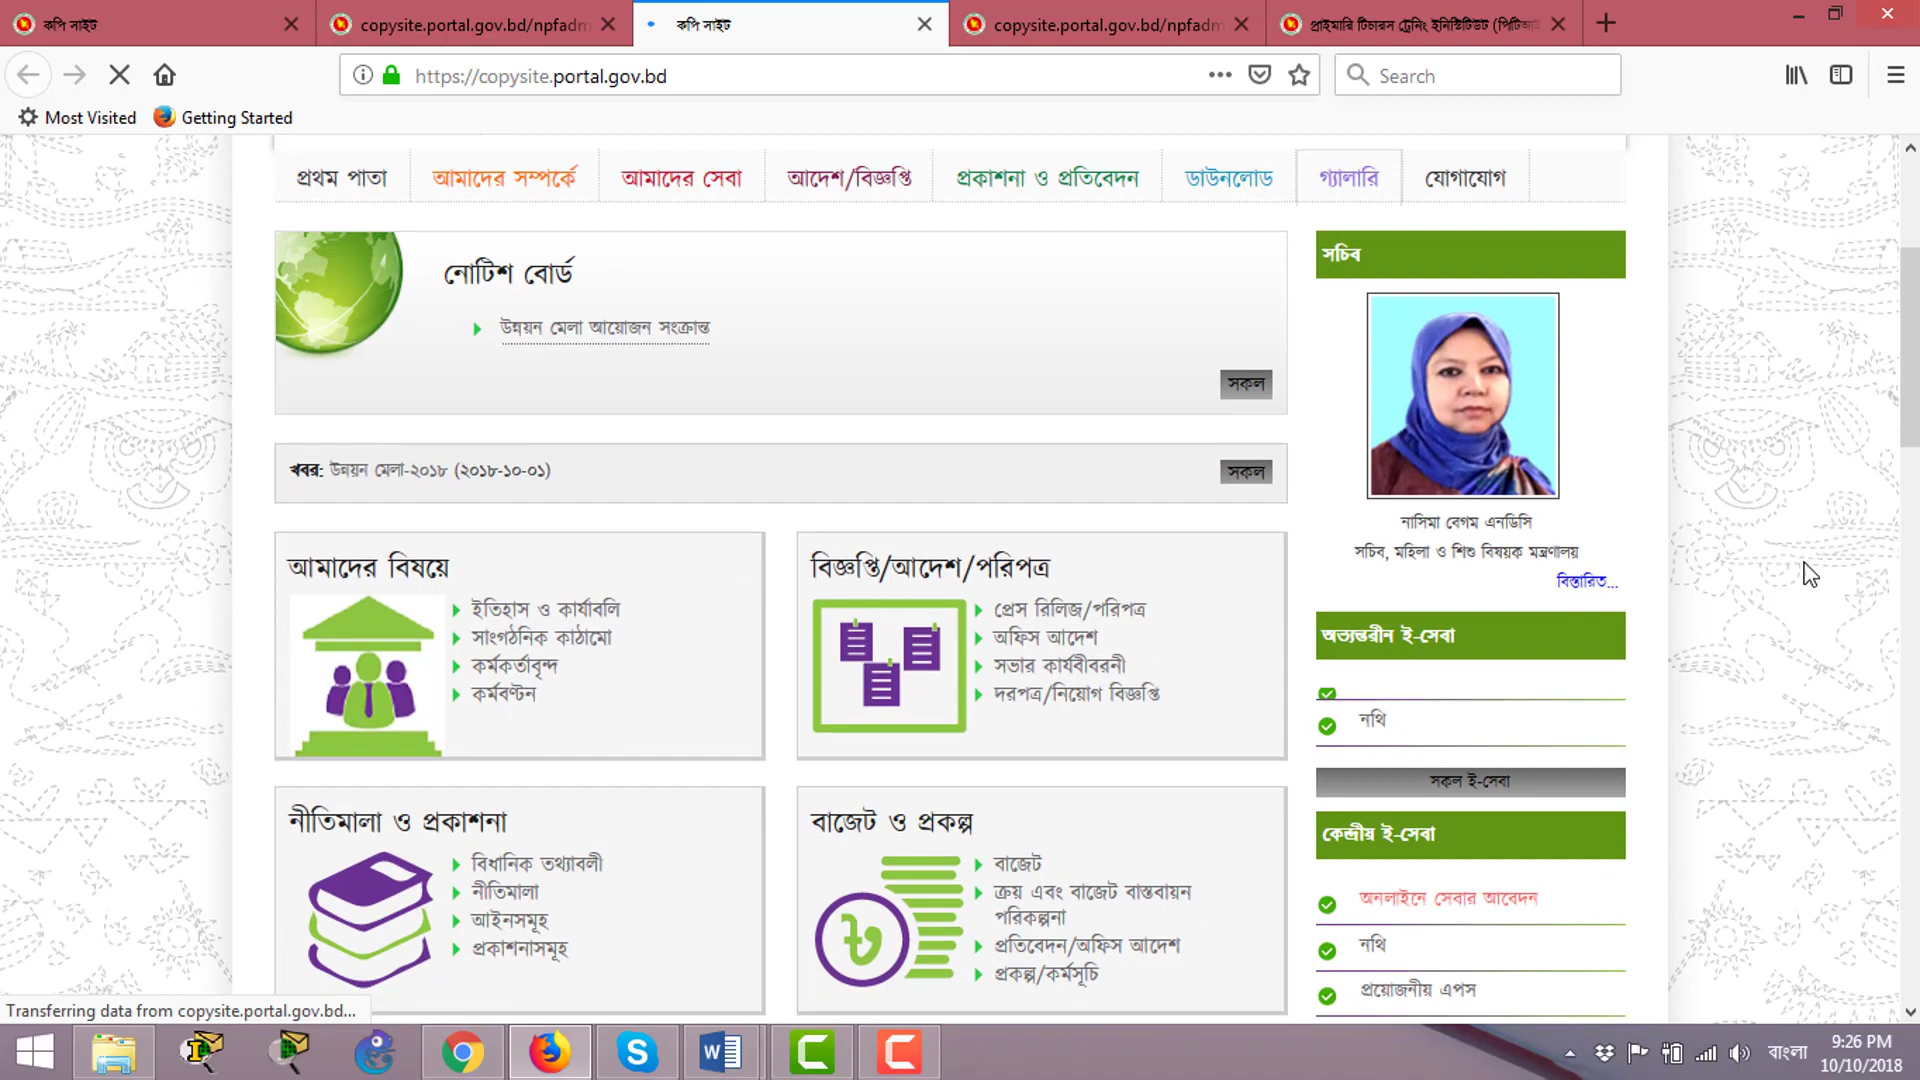 কপি সাইট
copysite.portal.gov.bd/npfadm
কপি সাইট
copysite.portal.gov.bd/npfadm
প্রাইমারি টিচারস ট্রেনিং ইনিস্টিটিউট (পিটিআ
https://copysite.portal.gov.bd
Search
Most Visited
Getting Started
প্রথম পাতা
আমাদের সম্পর্কে
আমাদের সেবা
আদেশ/বিজ্ঞপ্তি
প্রকাশনা ও প্রতিবেদন
ডাউনলোড
গ্যালারি
যোগাযোগ
নোটিশ বোর্ড
উন্নয়ন মেলা আয়োজন সংক্রান্ত
সকল
খবর: উন্নয়ন মেলা-২০১৮ (২০১৮-১০-০১)
সকল
আমাদের বিষয়ে
ইতিহাস ও কার্যাবলি
সাংগঠনিক কাঠামো
কর্মকর্তাবৃন্দ
কর্মবণ্টন
বিজ্ঞপ্তি/আদেশ/পরিপত্র
প্রেস রিলিজ/পরিপত্র
অফিস আদেশ
সভার কার্যবীবরনী
দরপত্র/নিয়োগ বিজ্ঞপ্তি
নীতিমালা ও প্রকাশনা
বিধানিক তথ্যাবলী
নীতিমালা
আইনসমূহ
প্রকাশনাসমূহ
বাজেট ও প্রকল্প
বাজেট
ক্রয় এবং বাজেট বাস্তবায়ন
পরিকল্পনা
প্রতিবেদন/অফিস আদেশ
প্রকল্প/কর্মসূচি
সচিব
নাসিমা বেগম এনডিসি
সচিব, মহিলা ও শিশু বিষয়ক মন্ত্রণালয়
বিস্তারিত...
অভ্যন্তরীন ই-সেবা
নথি
সকল ই-সেবা
কেন্দ্রীয় ই-সেবা
অনলাইনে সেবার আবেদন
নথি
প্রয়োজনীয় এপস
Transferring data from copysite.portal.gov.bd...
বাংলা
9:26 PM
10/10/2018